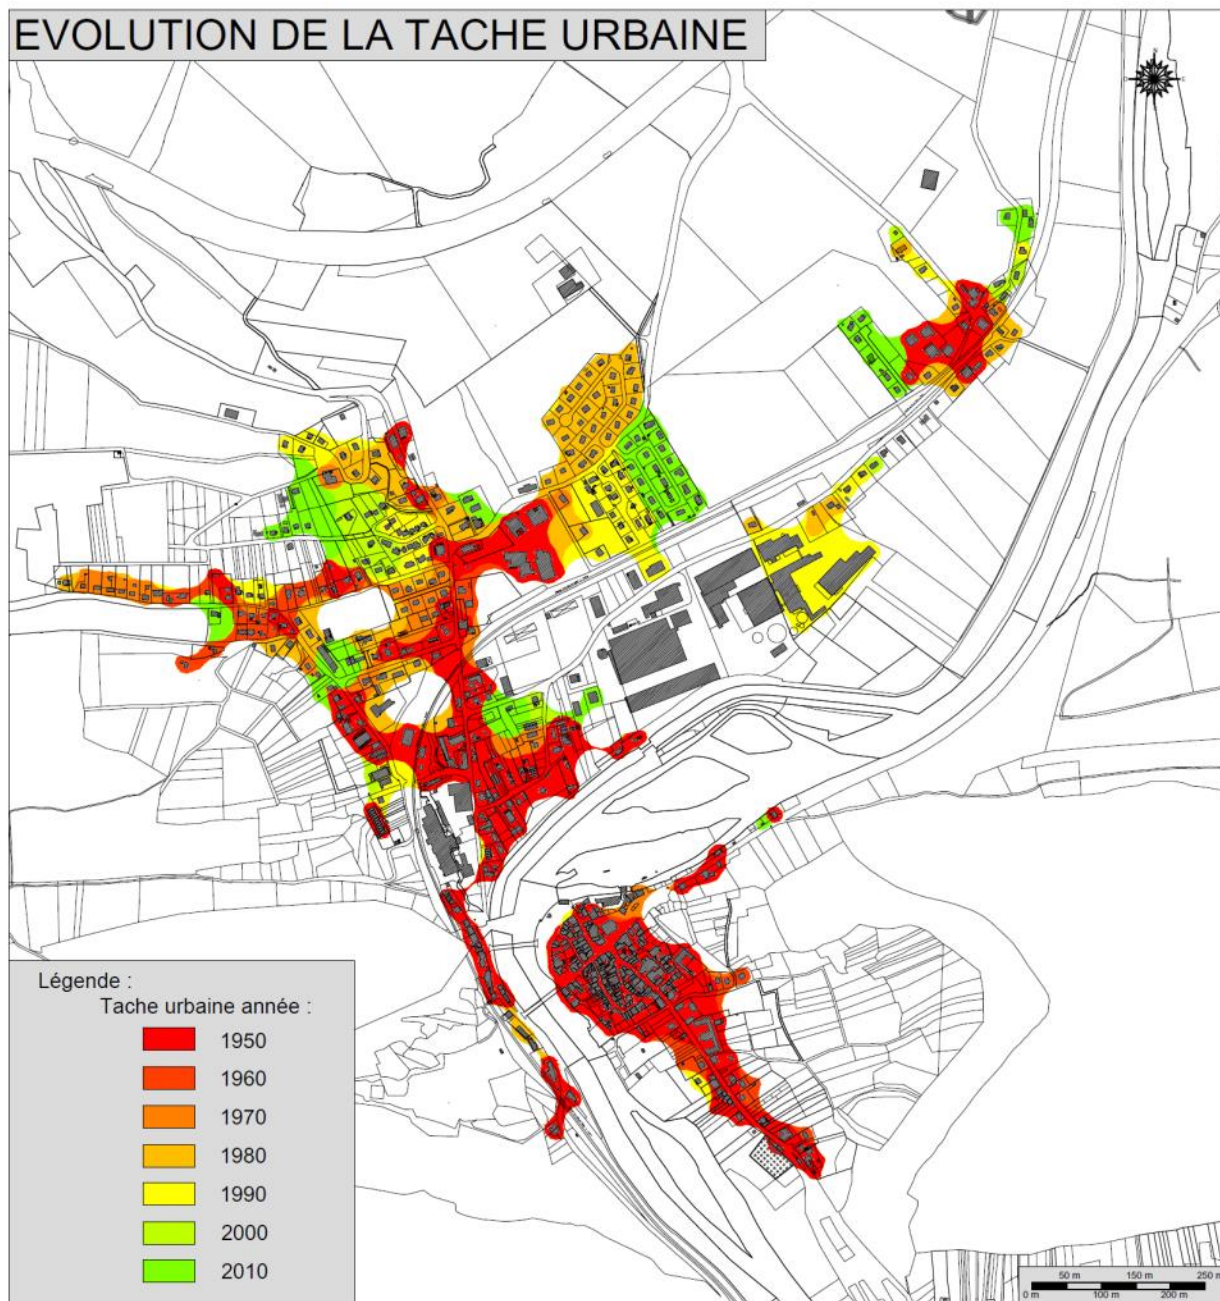 EVOLUTION DE LA TACHE URBAINE
N
Légende :
Tache urbaine année :
1950
1960
1970
1980
1990
2000
2010
50 m 150 m 250 m
0 m 100 m 200 m